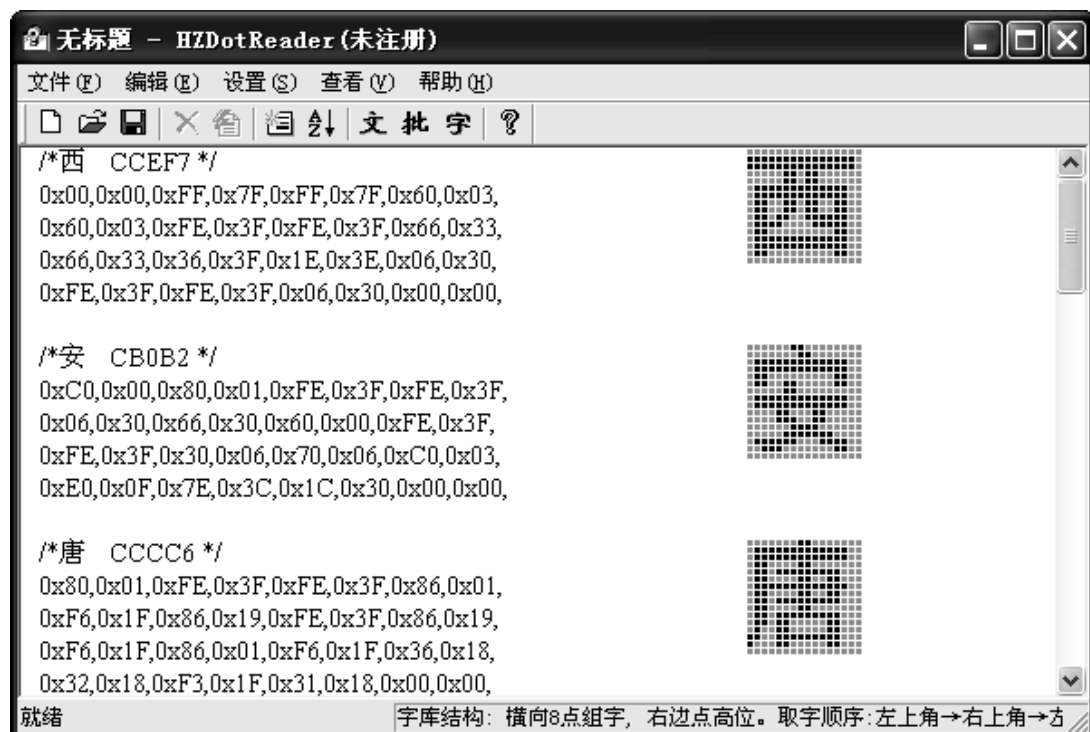 无标题 - HZDotReader(未注册)
文件(F) 编辑(E) 设置(S) 查看(V) 帮助(H)
文 批 字
/*西 CCEF7 */
0x00,0x00,0xFF,0x7F,0xFF,0x7F,0x60,0x03,
0x60,0x03,0xFE,0x3F,0xFE,0x3F,0x66,0x33,
0x66,0x33,0x36,0x3F,0x1E,0x3E,0x06,0x30,
0xFE,0x3F,0xFE,0x3F,0x06,0x30,0x00,0x00,
/*安 CB0B2 */
0xC0,0x00,0x80,0x01,0xFE,0x3F,0xFE,0x3F,
0x06,0x30,0x66,0x30,0x60,0x00,0xFE,0x3F,
0xFE,0x3F,0x30,0x06,0x70,0x06,0xC0,0x03,
0xE0,0x0F,0x7E,0x3C,0x1C,0x30,0x00,0x00,
/*唐 CCCC6 */
0x80,0x01,0xFE,0x3F,0xFE,0x3F,0x86,0x01,
0xF6,0x1F,0x86,0x19,0xFE,0x3F,0x86,0x19,
0xF6,0x1F,0x86,0x01,0xF6,0x1F,0x36,0x18,
0x32,0x18,0xF3,0x1F,0x31,0x18,0x00,0x00,
西
安
唐
就绪
字库结构: 横向8点组字, 右边点高位。取字顺序:左上角→右上角→左